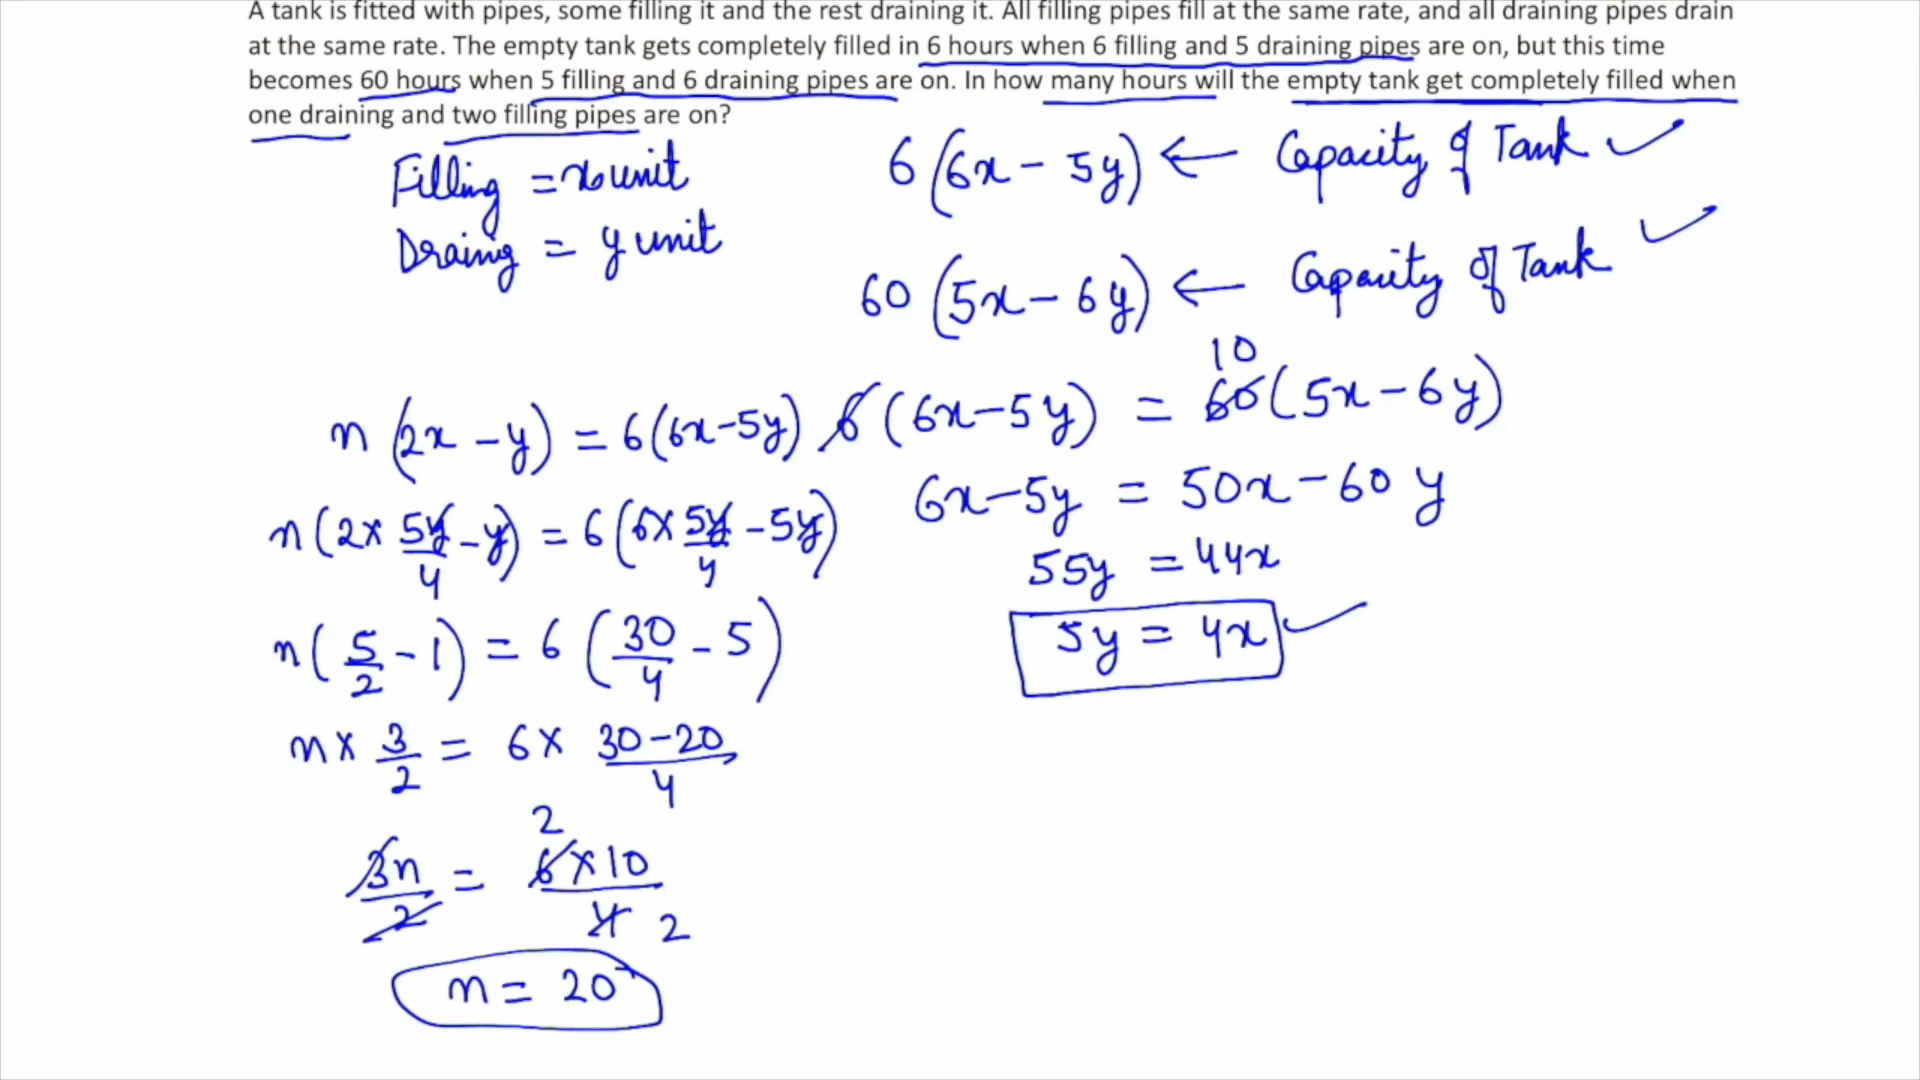 A tank is fitted with pipes, some filling it and the rest draining it. All filling pipes fill at the same rate, and all draining pipes drain
at the same rate. The empty tank gets completely filled in 6 hours when 6 filling and 5 draining pipes are on, but this time
becomes 60 hours when 5 filling and 6 draining pipes are on. In how many hours will the empty tank get completely filled when
one draining and two filling pipes are on?
Filling = x unit
Draing = y unit
6 (6x - 5y) ← Capacity of Tank ✓
60 (5x - 6y) ← Capacity of Tank ✓
n (2x - y) = 6 (6x - 5y)
n (2 × 5y/4 - y) = 6 (6 × 5y/4 - 5y)
n (5/2 - 1) = 6 (30/4 - 5)
n × 3/2 = 6 × 30-20/4
2
3n/2 = 6×10/4 2
n = 20
10
6 (6x - 5y) = 60 (5x - 6y)
6x - 5y = 50x - 60y
55y = 44x
5y = 4x ✓